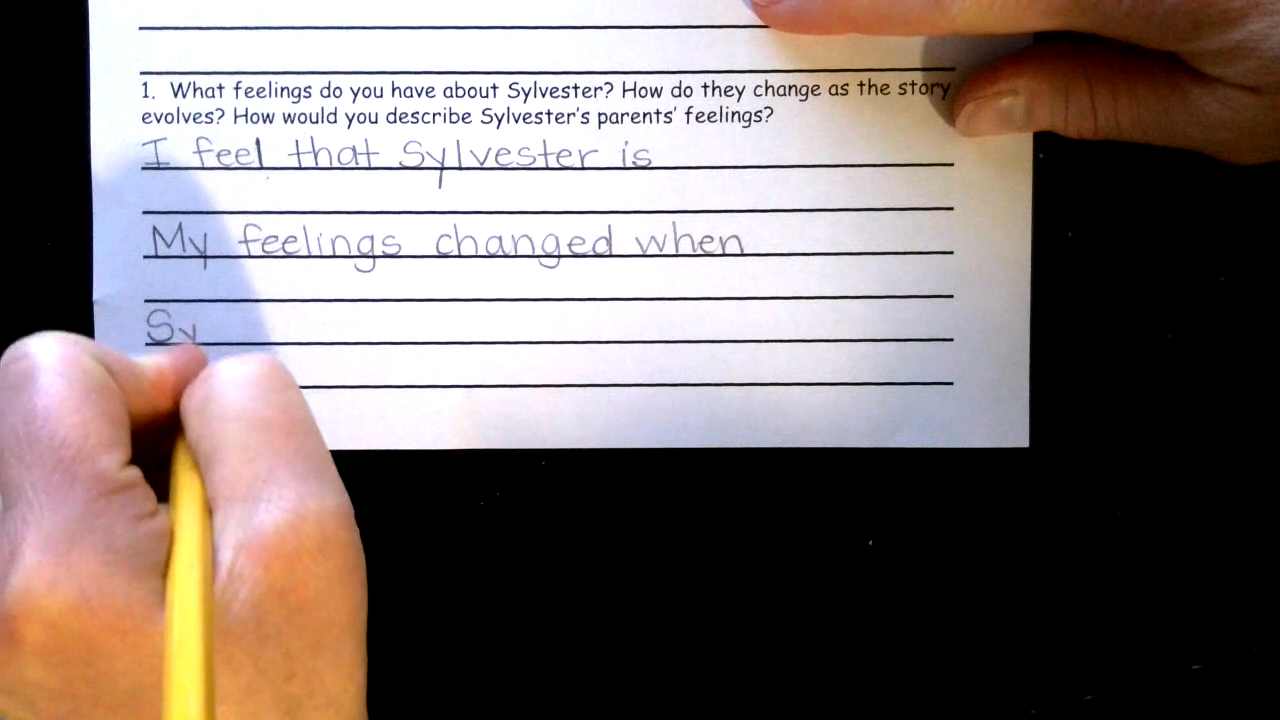 1. What feelings do you have about Sylvester? How do they change as the story
evolves? How would you describe Sylvester's parents' feelings?
I feel that Sylvester is
My feelings changed when
Sy